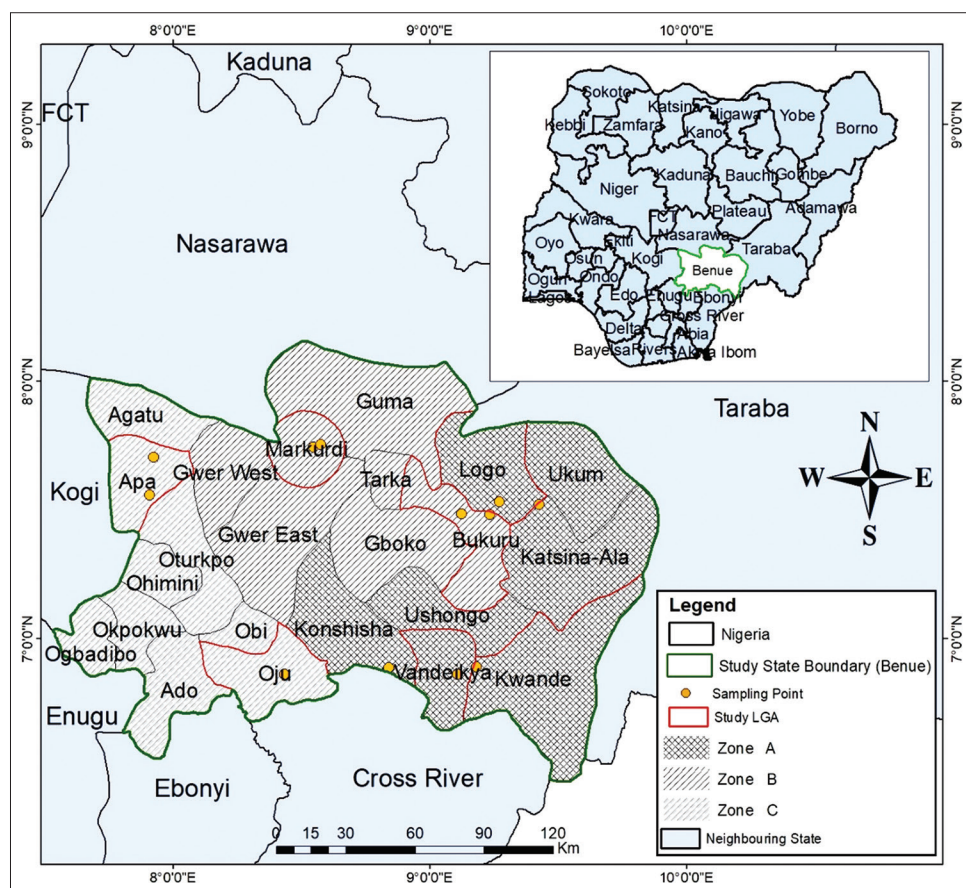 8°0'0"E
9°0'0"E
10°0'0"E
Kaduna
FCT
9°0'0"N
9°0'0"N
Nasarawa
Sokoto
Katsina
Jigawa
Yobe
Borno
Kebbi
Zamfara
Kano
Kaduna
Bauchi
Gombe
Niger
Adamawa
Plateau
Kwara
FCT
Nasarawa
Taraba
Oyo
Ekiti
Kogi
Benue
Osun
Ogun
Ondo
Lagos
Edo
Enugu
Ebonyi
Cross River
Delta
Abia
Bayelsa
Rivers
Akwa Ibom
8°0'0"N
8°0'0"N
Taraba
Agatu
Guma
Markurdi
Apa
Gwer West
Tarka
Logo
Ukum
Kogi
N
W
E
S
Gwer East
Gboko
Bukuru
Katsina-Ala
Oturkpo
Ohimini
Ushongo
Okpokwu
Obi
Konshisha
7°0'0"N
7°0'0"N
Ogbadibo
Oju
Vandeikya
Kwande
Ado
Enugu
Ebonyi
Cross River
Legend
Nigeria
Study State Boundary (Benue)
Sampling Point
Study LGA
Zone A
Zone B
Zone C
Neighbouring State
0 15 30 60 90 120
Km
8°0'0"E
9°0'0"E
10°0'0"E